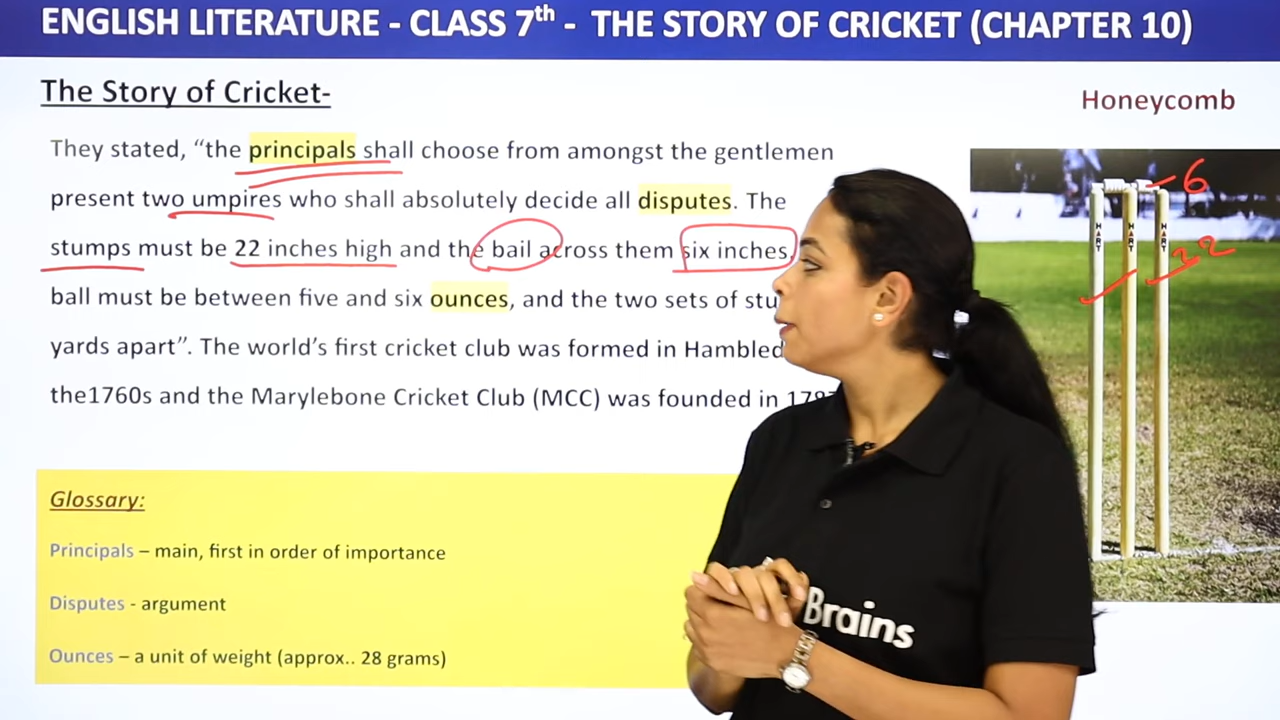 ENGLISH LITERATURE - CLASS 7th - THE STORY OF CRICKET (CHAPTER 10)
The Story of Cricket-
Honeycomb
They stated, “the principals shall choose from amongst the gentlemen
present two umpires who shall absolutely decide all disputes. The
stumps must be 22 inches high and the bail across them six inches.
ball must be between five and six ounces, and the two sets of
yards apart”. The world’s first cricket club was formed in
the1760s and the Marylebone Cricket Club (MCC) was founded in
6
HART
HART
HART
Glossary:
Principals – main, first in order of importance
Disputes - argument
Ounces – a unit of weight (approx.. 28 grams)
Brains